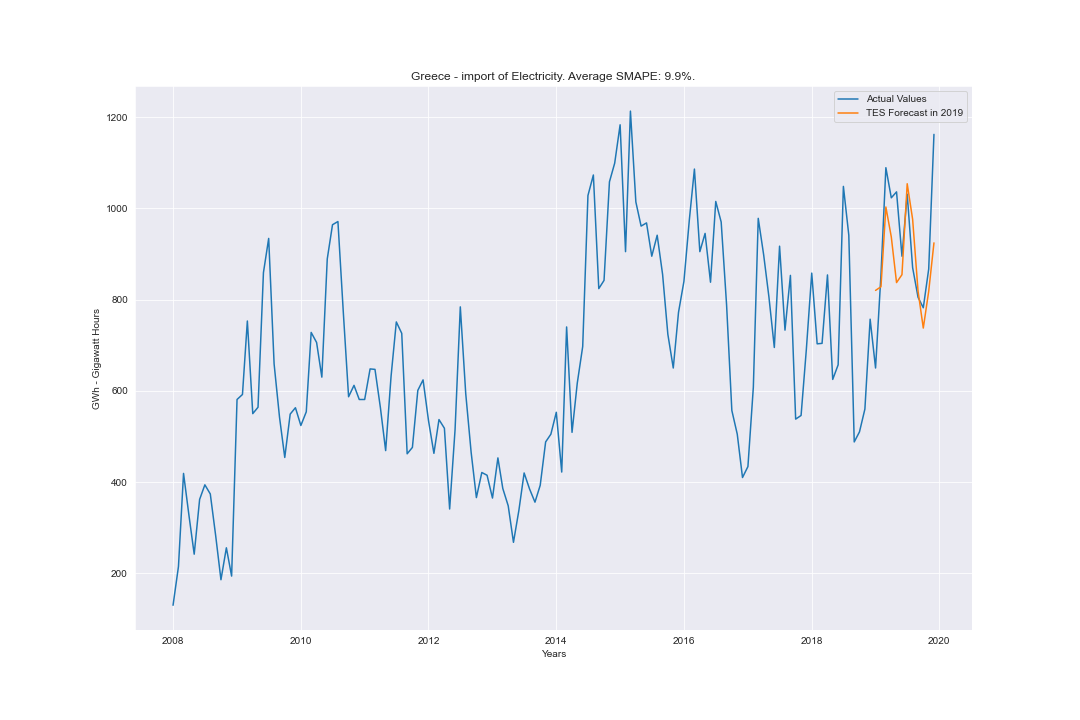 Greece - import of Electricity. Average SMAPE: 9.9%.
Actual Values
TES Forecast in 2019
GWh - Gigawatt Hours
1200
1000
800
600
400
200
2008 2010 2012 2014 2016 2018 2020
Years